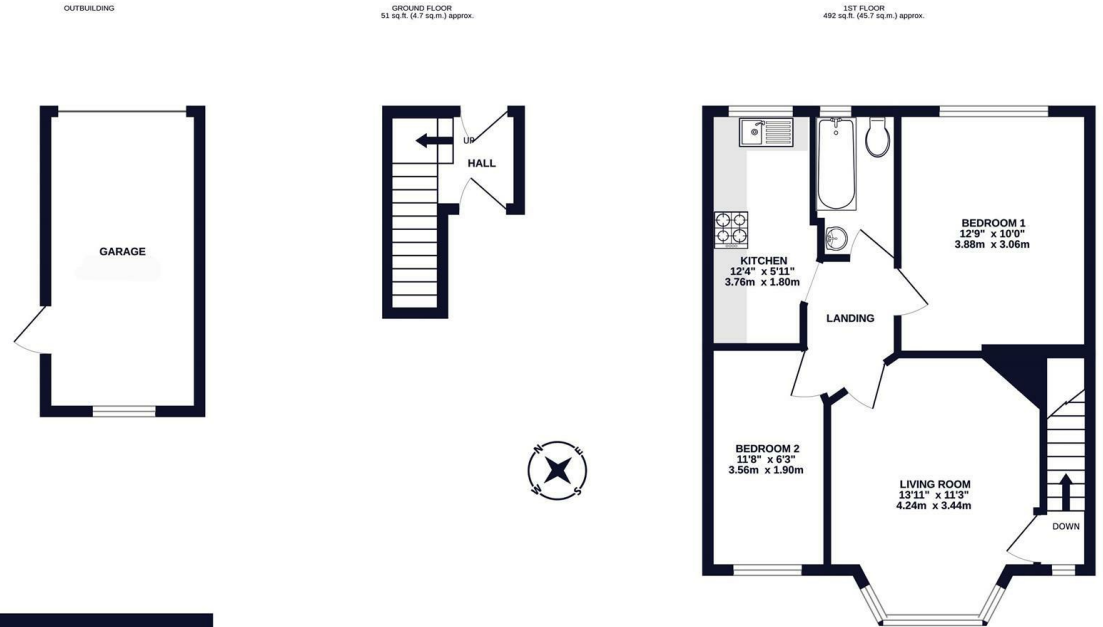 OUTBUILDING
GROUND FLOOR
51 sq.ft. (4.7 sq.m.) approx.
1ST FLOOR
492 sq.ft. (45.7 sq.m.) approx.
GARAGE
UP
HALL
KITCHEN
12'4" x 5'11"
3.76m x 1.80m
BEDROOM 1
12'9" x 10'0"
3.88m x 3.06m
LANDING
BEDROOM 2
11'8" x 6'3"
3.56m x 1.90m
LIVING ROOM
13'11" x 11'3"
4.24m x 3.44m
DOWN
N
E
W
S